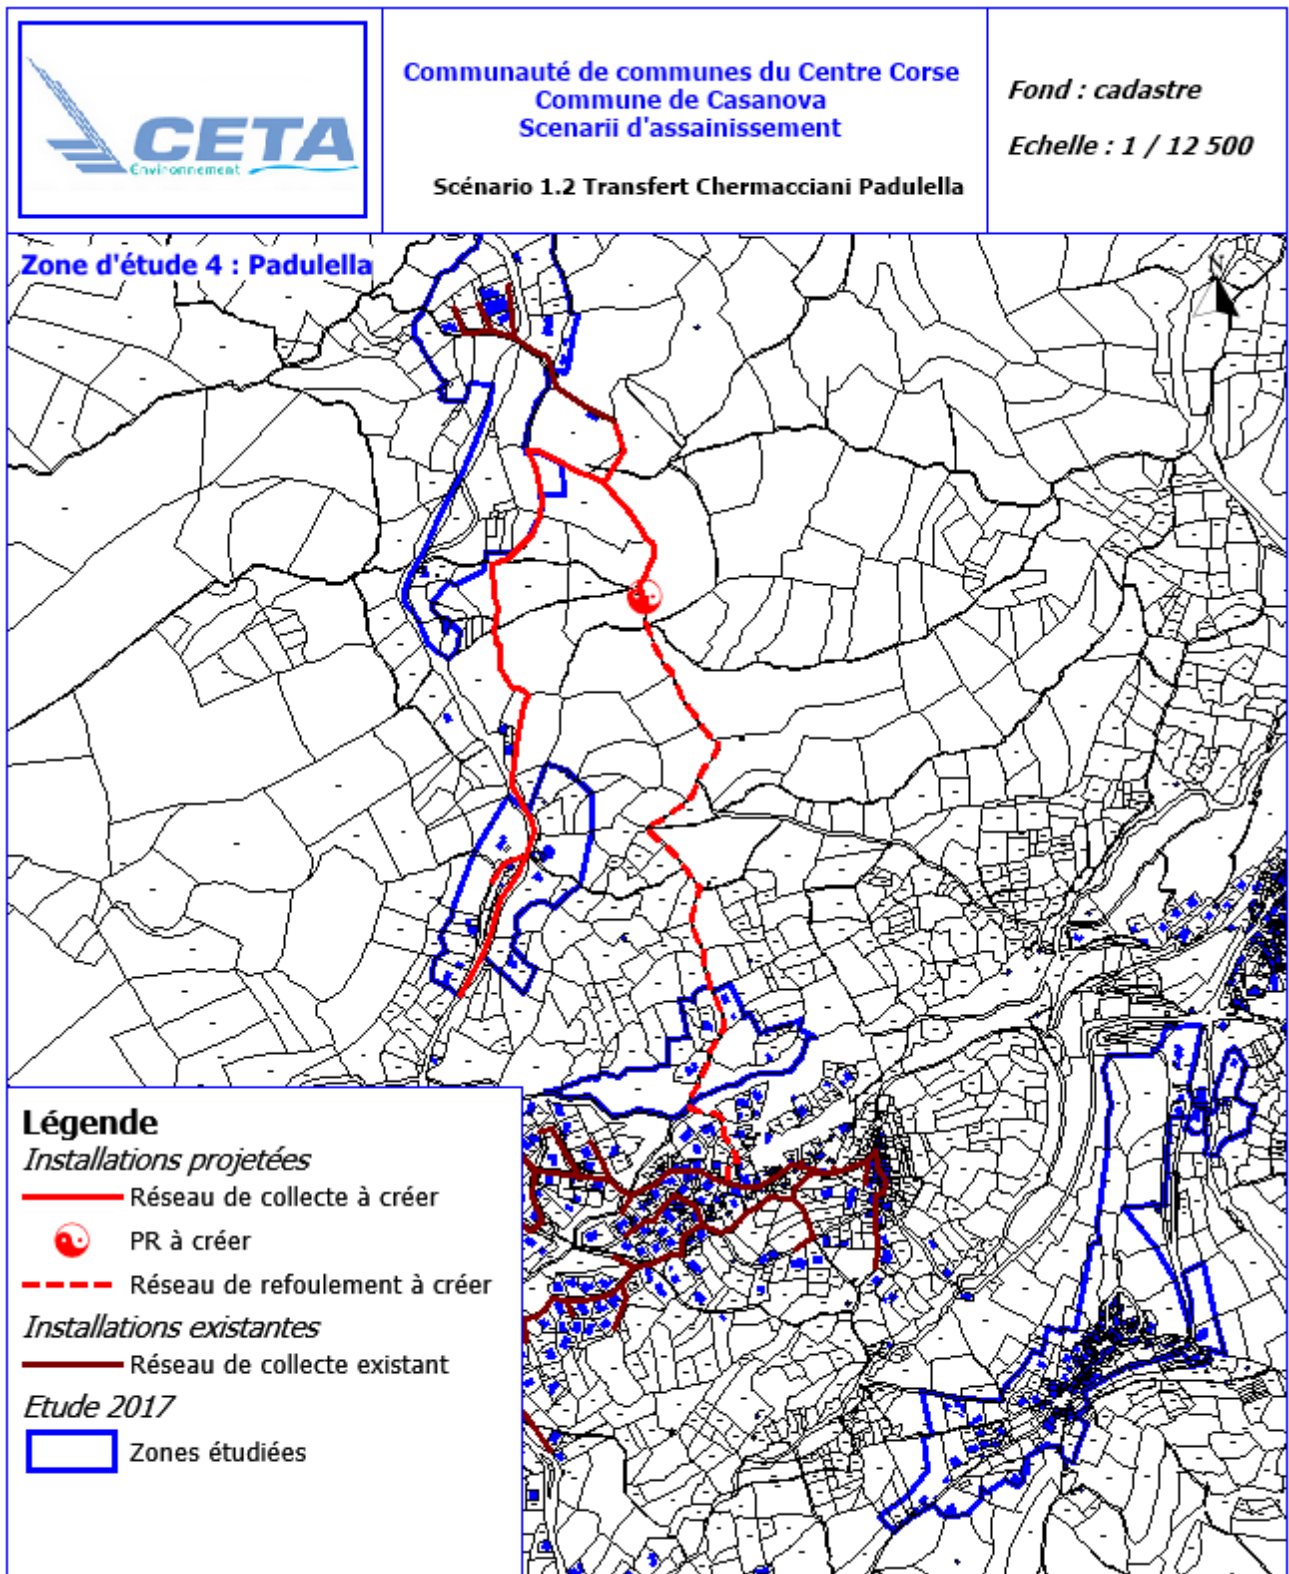 CETA
Environnement
Communauté de communes du Centre Corse
Commune de Casanova
Scenarii d'assainissement
Scénario 1.2 Transfert Chermacciani Padulella
Fond : cadastre
Echelle : 1 / 12 500
Zone d'étude 4 : Padulella
N
Légende
Installations projetées
Réseau de collecte à créer
PR à créer
Réseau de refoulement à créer
Installations existantes
Réseau de collecte existant
Etude 2017
Zones étudiées